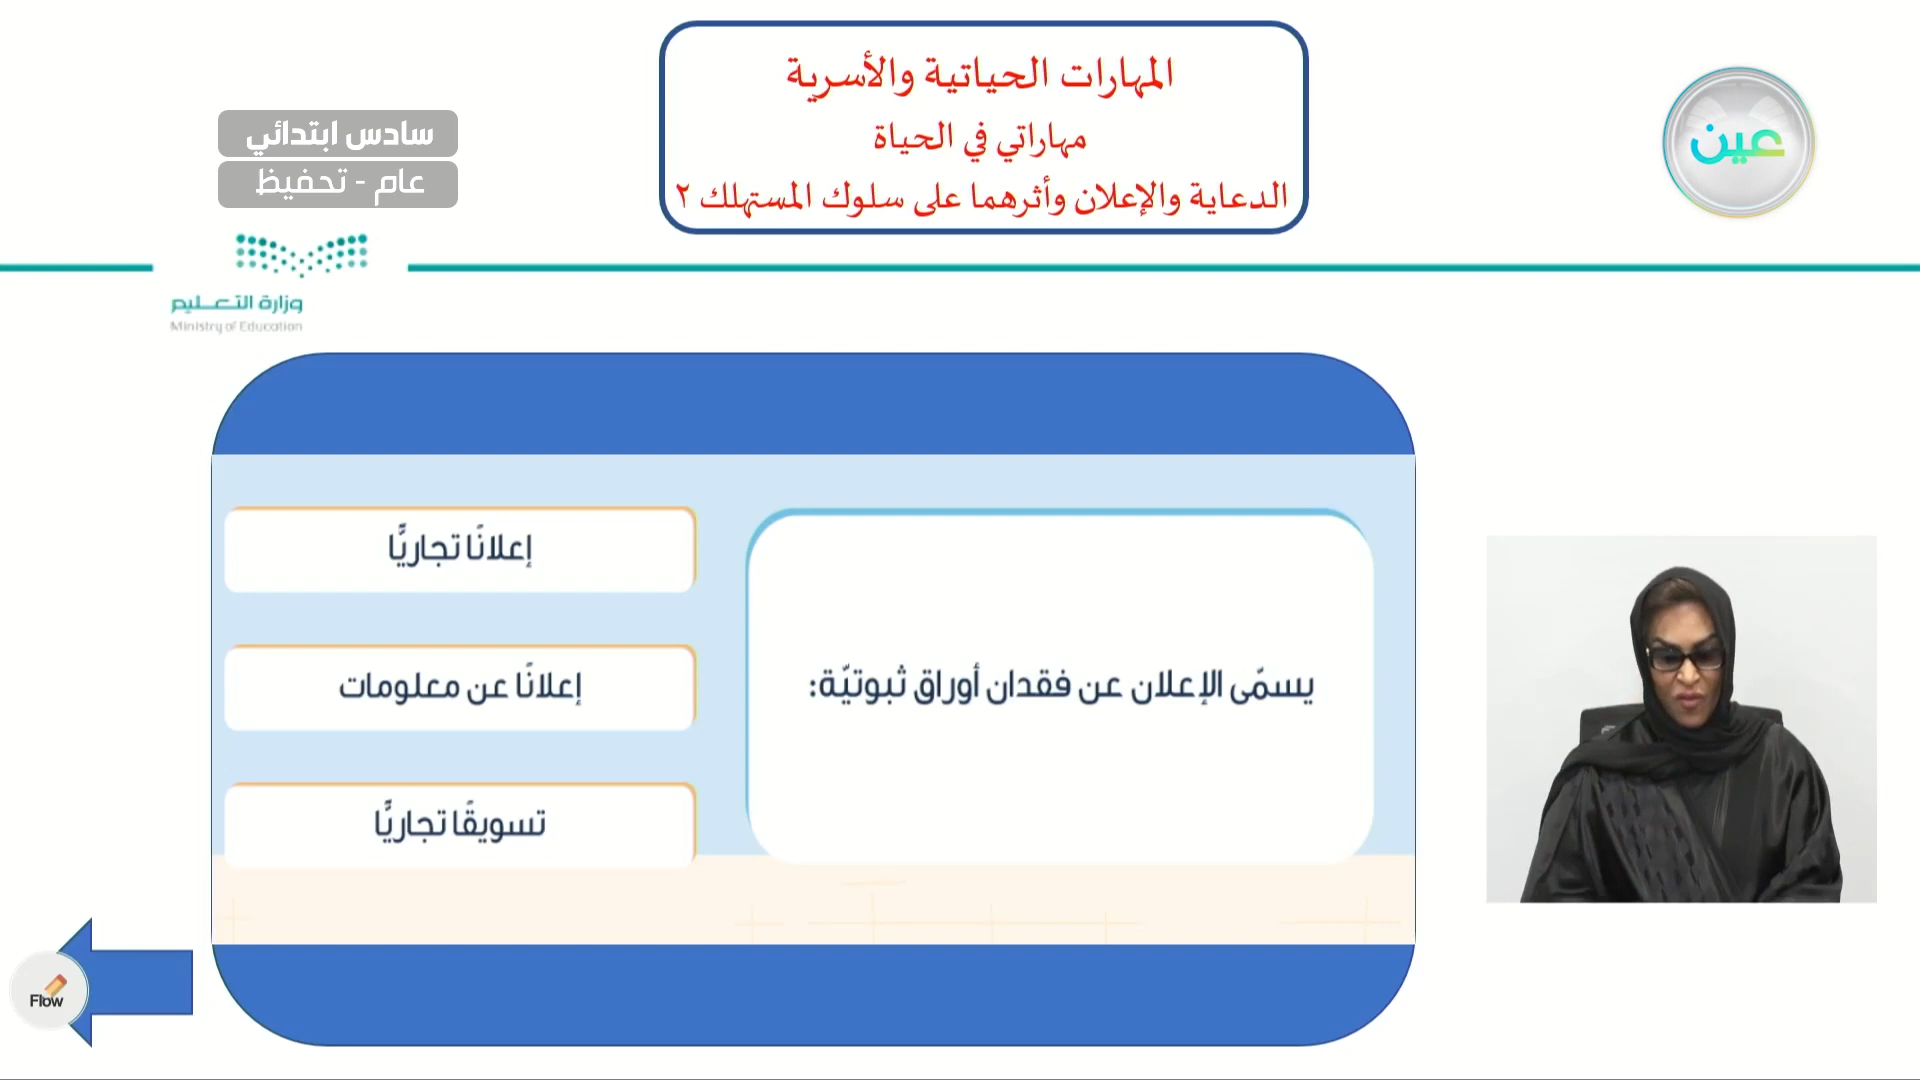 المهارات الحياتية والأسرية
مهاراتي في الحياة
الدعاية والإعلان وأثرهما على سلوك المستهلك ٢
عين
سادس ابتدائي
عام - تحفيظ
وزارة التعليم
Ministry of Education
يسمّى الإعلان عن فقدان أوراق ثبوتيّة:
إعلانًا تجاريًّا
إعلانًا عن معلومات
تسويقًا تجاريًّا
Flow